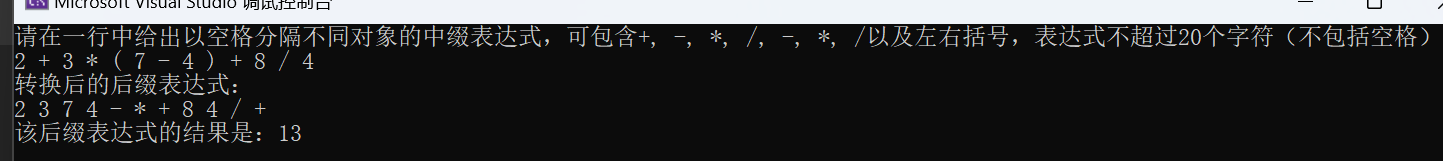 Microsoft Visual Studio 调试控制台
请在一行中给出以空格分隔不同对象的中缀表达式，可包含+, -, *, /, -, *, /以及左右括号，表达式不超过20个字符（不包括空格）
2 + 3 * ( 7 - 4 ) + 8 / 4
转换后的后缀表达式：
2 3 7 4 - * + 8 4 / +
该后缀表达式的结果是：13